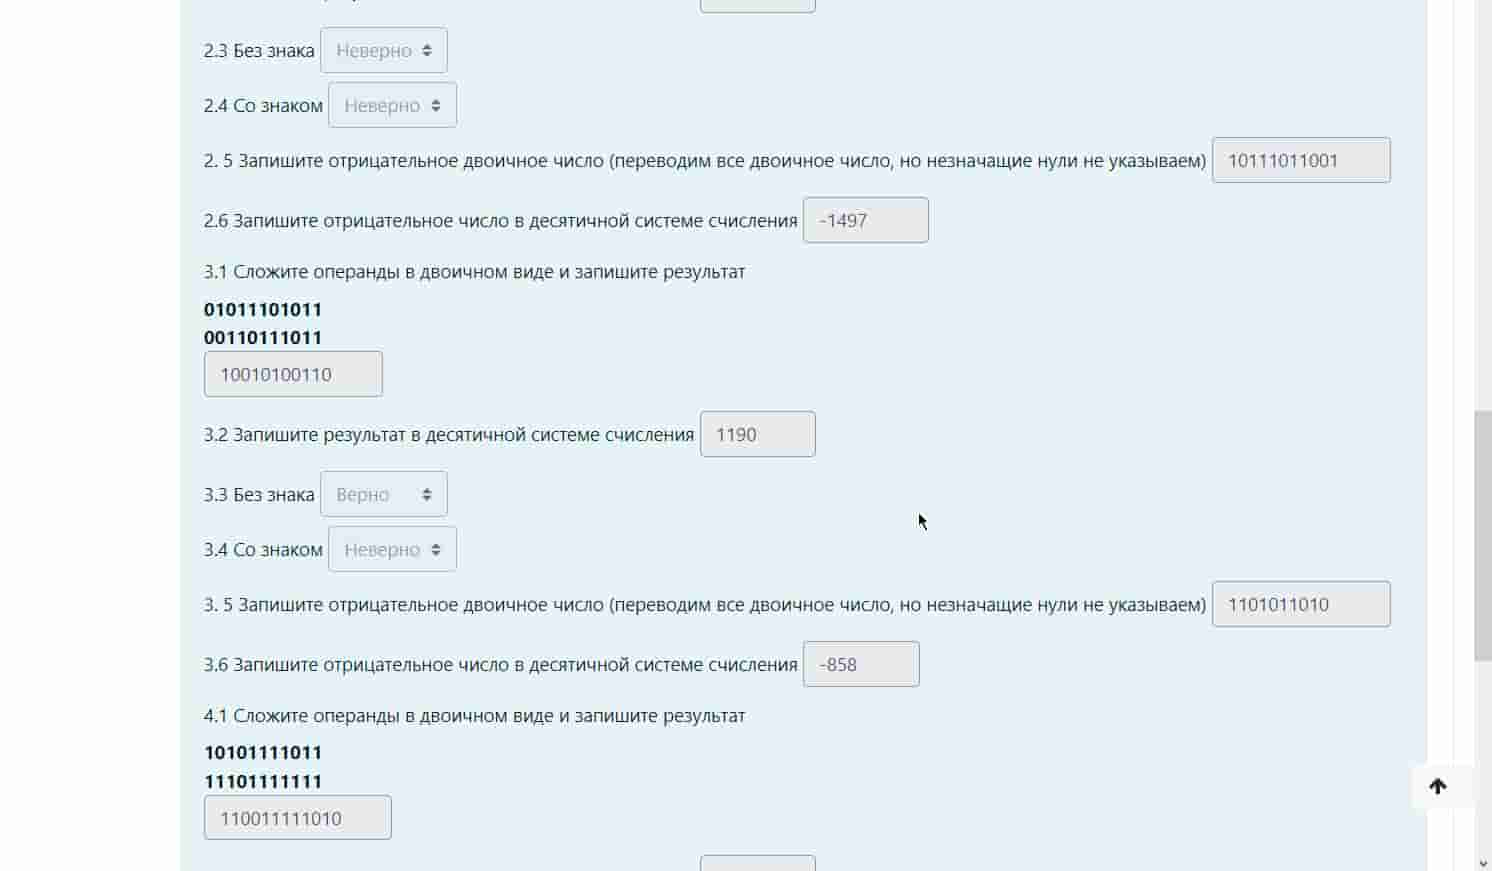 2.3 Без знака Неверно
2.4 Со знаком Неверно
2. 5 Запишите отрицательное двоичное число (переводим все двоичное число, но незначащие нули не указываем) 10111011001
2.6 Запишите отрицательное число в десятичной системе счисления -1497
3.1 Сложите операнды в двоичном виде и запишите результат
01011101011
00110111011
10010100110
3.2 Запишите результат в десятичной системе счисления 1190
3.3 Без знака Верно
3.4 Со знаком Неверно
3. 5 Запишите отрицательное двоичное число (переводим все двоичное число, но незначащие нули не указываем) 1101011010
3.6 Запишите отрицательное число в десятичной системе счисления -858
4.1 Сложите операнды в двоичном виде и запишите результат
10101111011
11101111111
110011111010